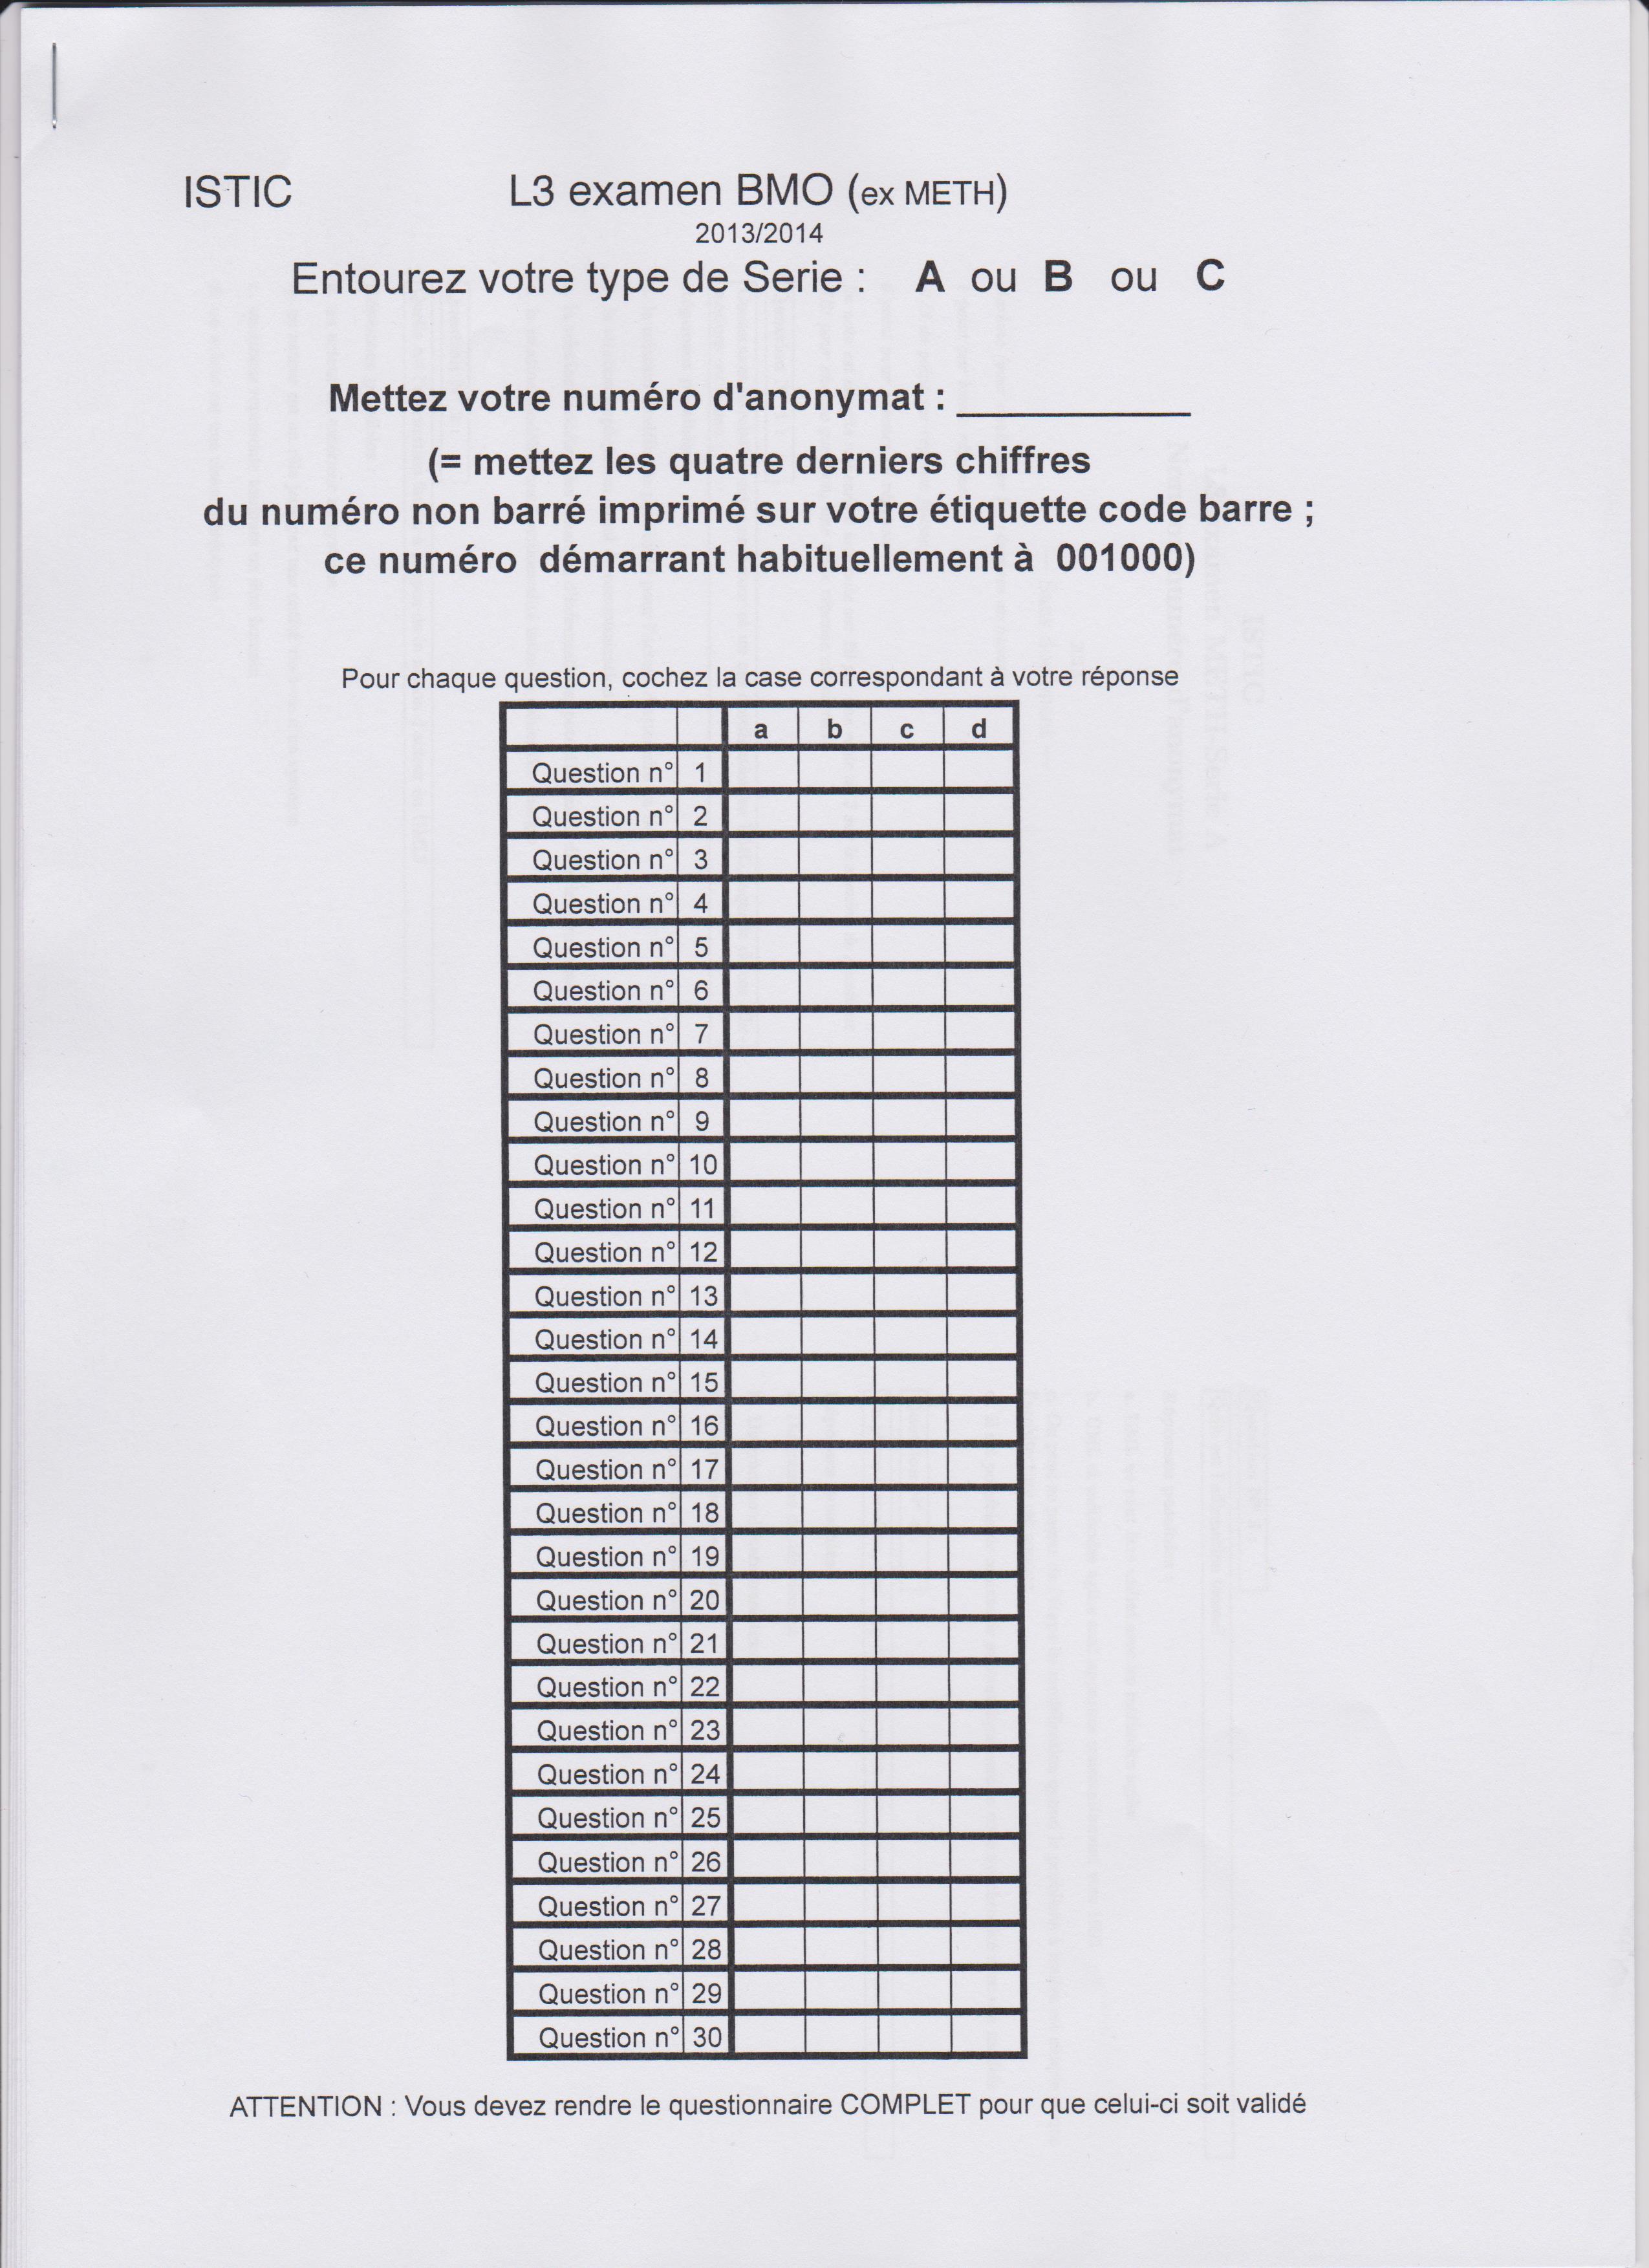 ISTIC L3 examen BMO (ex METH)
2013/2014
Entourez votre type de Serie : A ou B ou C
Mettez votre numéro d'anonymat : ___________
(= mettez les quatre derniers chiffres
du numéro non barré imprimé sur votre étiquette code barre ;
ce numéro démarrant habituellement à 001000)
Pour chaque question, cochez la case correspondant à votre réponse
a b c d
Question n° 1
Question n° 2
Question n° 3
Question n° 4
Question n° 5
Question n° 6
Question n° 7
Question n° 8
Question n° 9
Question n° 10
Question n° 11
Question n° 12
Question n° 13
Question n° 14
Question n° 15
Question n° 16
Question n° 17
Question n° 18
Question n° 19
Question n° 20
Question n° 21
Question n° 22
Question n° 23
Question n° 24
Question n° 25
Question n° 26
Question n° 27
Question n° 28
Question n° 29
Question n° 30
ATTENTION : Vous devez rendre le questionnaire COMPLET pour que celui-ci soit validé